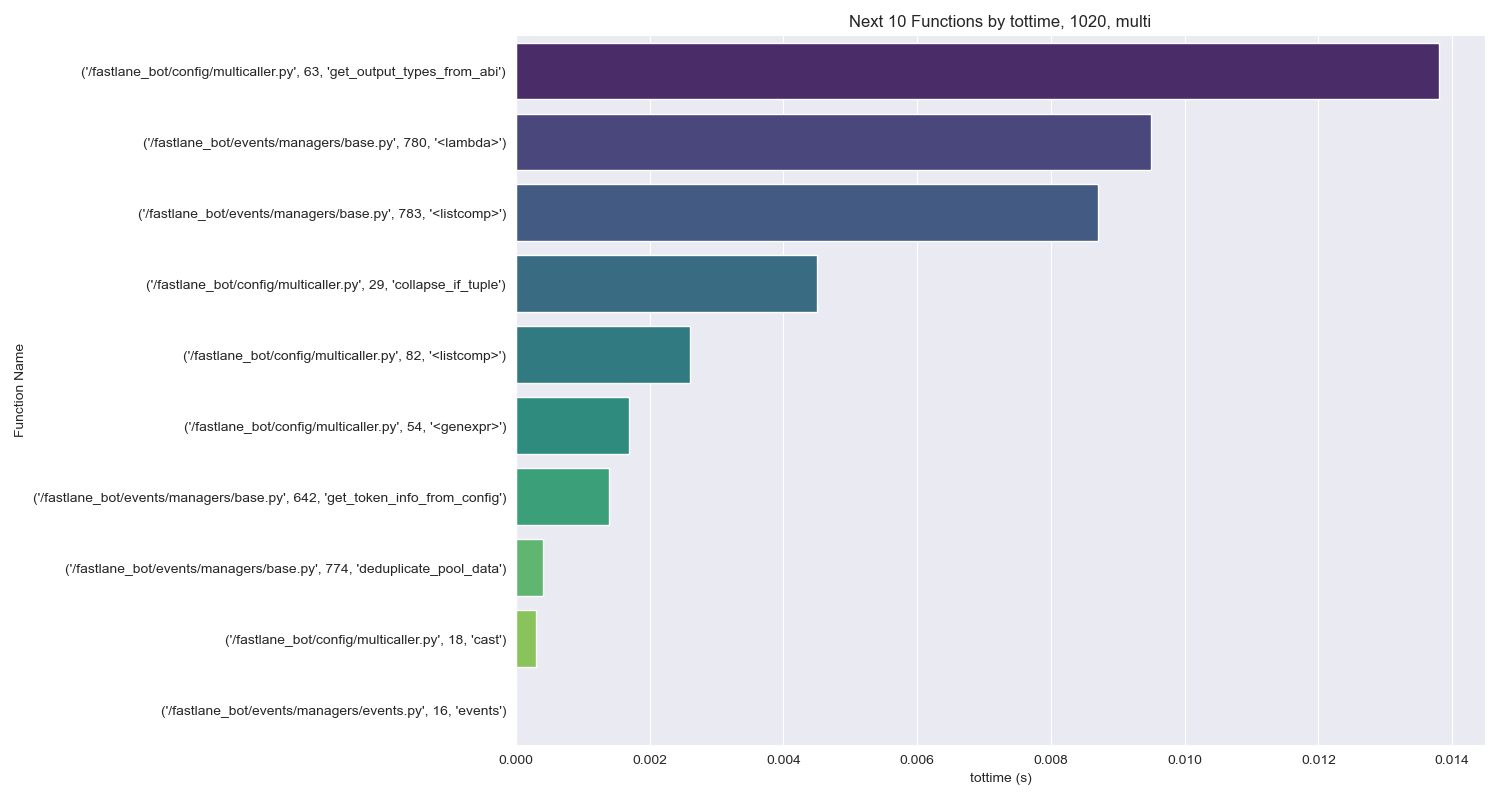 Next 10 Functions by tottime, 1020, multi
('/fastlane_bot/config/multicaller.py', 63, 'get_output_types_from_abi')
('/fastlane_bot/events/managers/base.py', 780, '<lambda>')
('/fastlane_bot/events/managers/base.py', 783, '<listcomp>')
('/fastlane_bot/config/multicaller.py', 29, 'collapse_if_tuple')
('/fastlane_bot/config/multicaller.py', 82, '<listcomp>')
('/fastlane_bot/config/multicaller.py', 54, '<genexpr>')
('/fastlane_bot/events/managers/base.py', 642, 'get_token_info_from_config')
('/fastlane_bot/events/managers/base.py', 774, 'deduplicate_pool_data')
('/fastlane_bot/config/multicaller.py', 18, 'cast')
('/fastlane_bot/events/managers/events.py', 16, 'events')
Function Name
0.000 0.002 0.004 0.006 0.008 0.010 0.012 0.014
tottime (s)